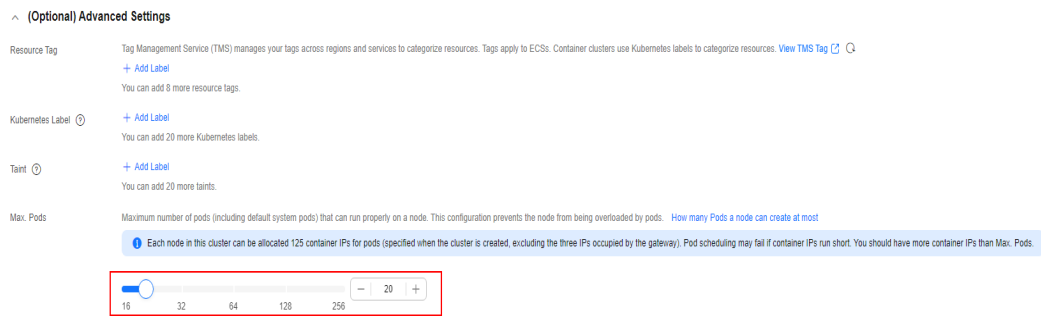 (Optional) Advanced Settings
Resource Tag
Tag Management Service (TMS) manages your tags across regions and services to categorize resources. Tags apply to ECSs. Container clusters use Kubernetes labels to categorize resources. View TMS Tag
+ Add Label
You can add 8 more resource tags.
Kubernetes Label ?
+ Add Label
You can add 20 more Kubernetes labels.
Taint ?
+ Add Label
You can add 20 more taints.
Max. Pods
Maximum number of pods (including default system pods) that can run properly on a node. This configuration prevents the node from being overloaded by pods. How many Pods a node can create at most
Each node in this cluster can be allocated 125 container IPs for pods (specified when the cluster is created, excluding the three IPs occupied by the gateway). Pod scheduling may fail if container IPs run short. You should have more container IPs than Max. Pods.
− 20 +
16 32 64 128 256